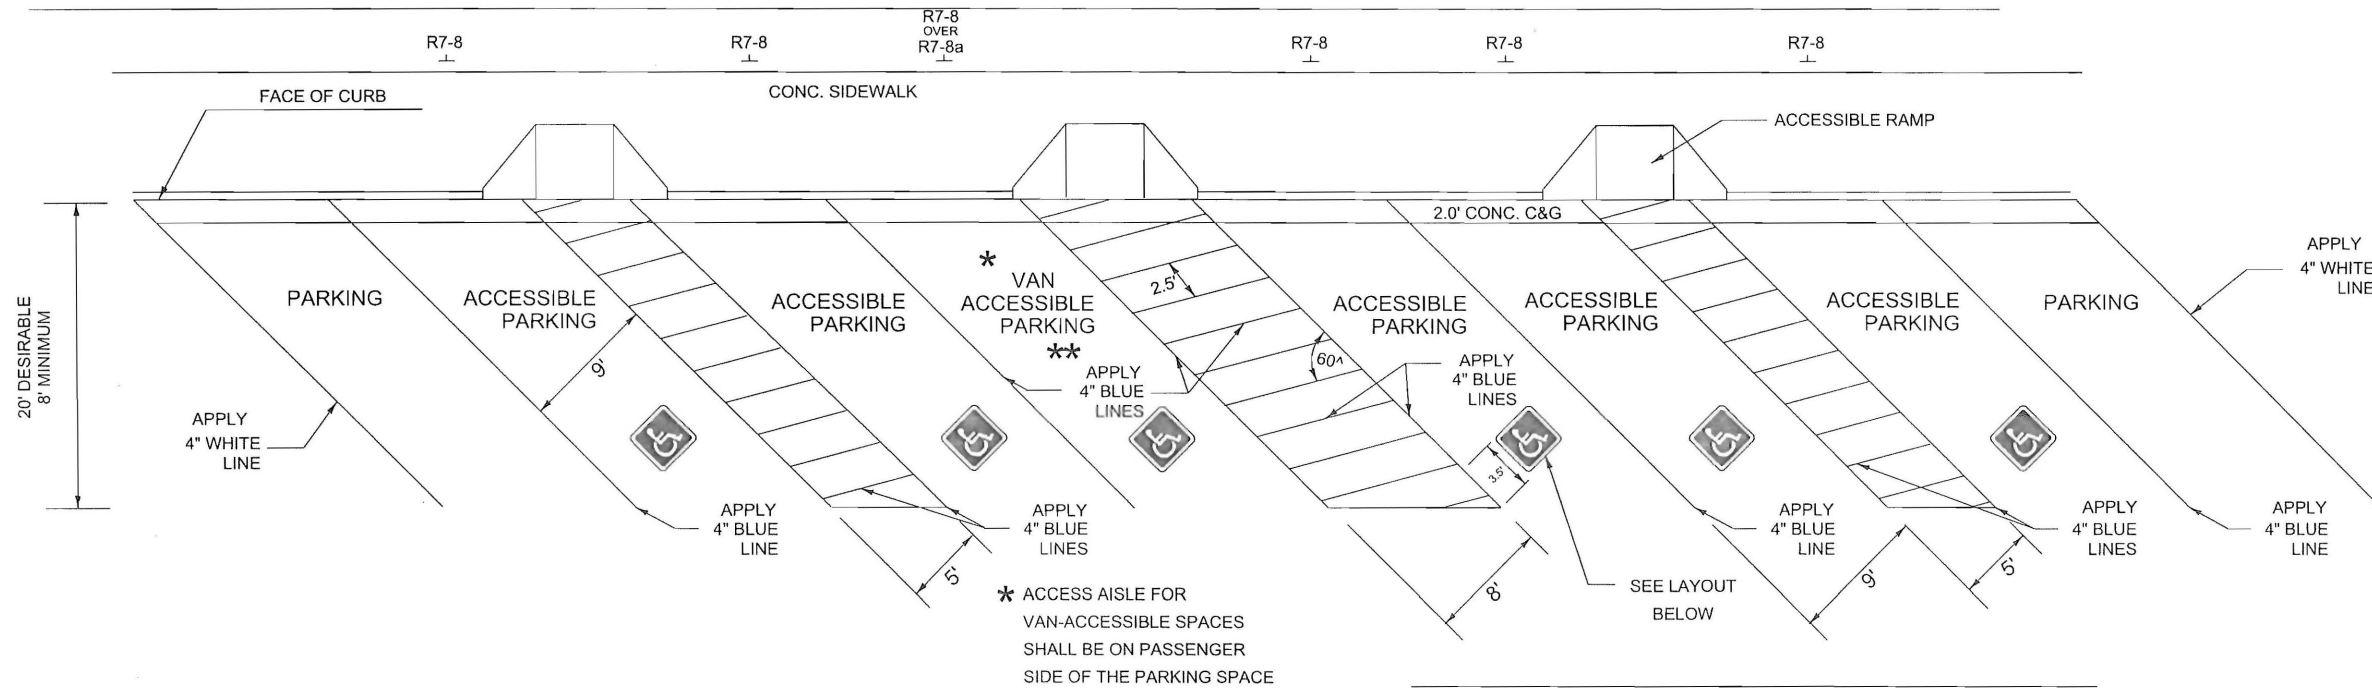 R7-8
R7-8
R7-8
OVER
R7-8a
R7-8
R7-8
R7-8
CONC. SIDEWALK
FACE OF CURB
ACCESSIBLE RAMP
2.0' CONC. C&G
20' DESIRABLE
8' MINIMUM
PARKING
ACCESSIBLE
PARKING
ACCESSIBLE
PARKING
*
VAN
ACCESSIBLE
PARKING
**
2.5'
ACCESSIBLE
PARKING
ACCESSIBLE
PARKING
ACCESSIBLE
PARKING
PARKING
APPLY
4" WHITE
LINE
9'
60^
APPLY
4" BLUE
LINES
APPLY
4" BLUE
LINES
APPLY
4" WHITE
LINE
3.5'
APPLY
4" BLUE
LINE
APPLY
4" BLUE
LINES
APPLY
4" BLUE
LINE
APPLY
4" BLUE
LINES
APPLY
4" BLUE
LINE
5'
8'
9'
5'
SEE LAYOUT
BELOW
* ACCESS AISLE FOR
VAN-ACCESSIBLE SPACES
SHALL BE ON PASSENGER
SIDE OF THE PARKING SPACE